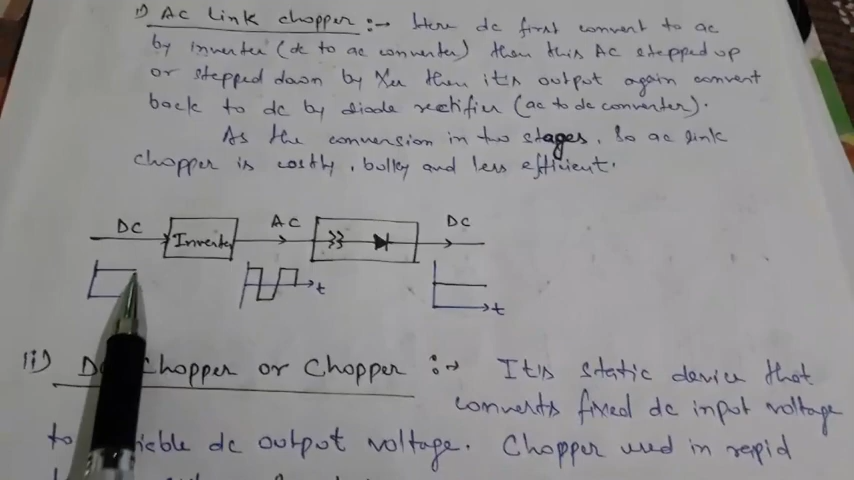 i) AC Link chopper :→ Here dc first convert to ac
by inverter (dc to ac converter) then this AC stepped up
or stepped down by Xer then it's output again convert
back to dc by diode rectifier (ac to dc converter).
As the conversion in two stages, So ac link
chopper is costly, bulky and less efficient.
DC Inverter AC DC
t t
ii) Chopper or Chopper :→ It is static device that
converts fixed dc input voltage
to dc output voltage. Chopper used in rapid